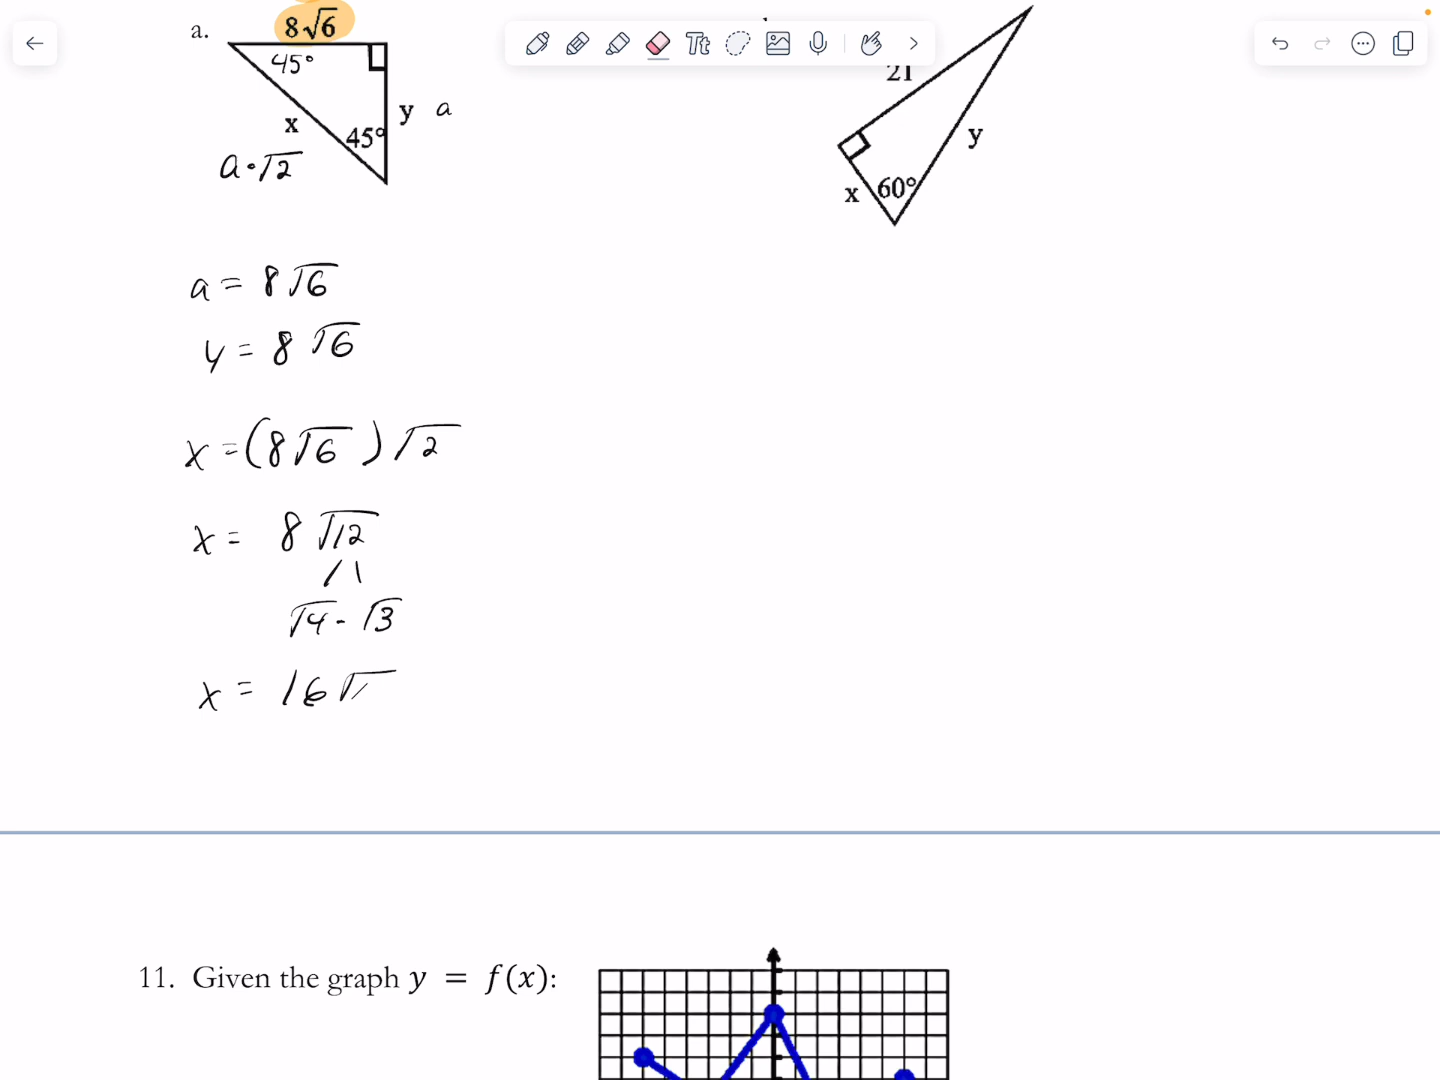 a.
8√6
45°
45°
x
y a
a·√2
21
y
x
60°
Tt
a = 8√6
y = 8√6
x = (8√6)√2
x = 8√12
√4 · √3
x = 16√
11. Given the graph y = f(x):